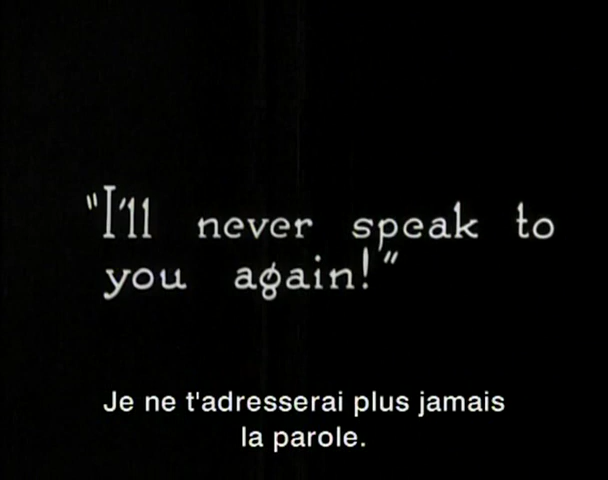 "I'll never speak to
you again!"
Je ne t'adresserai plus jamais
la parole.